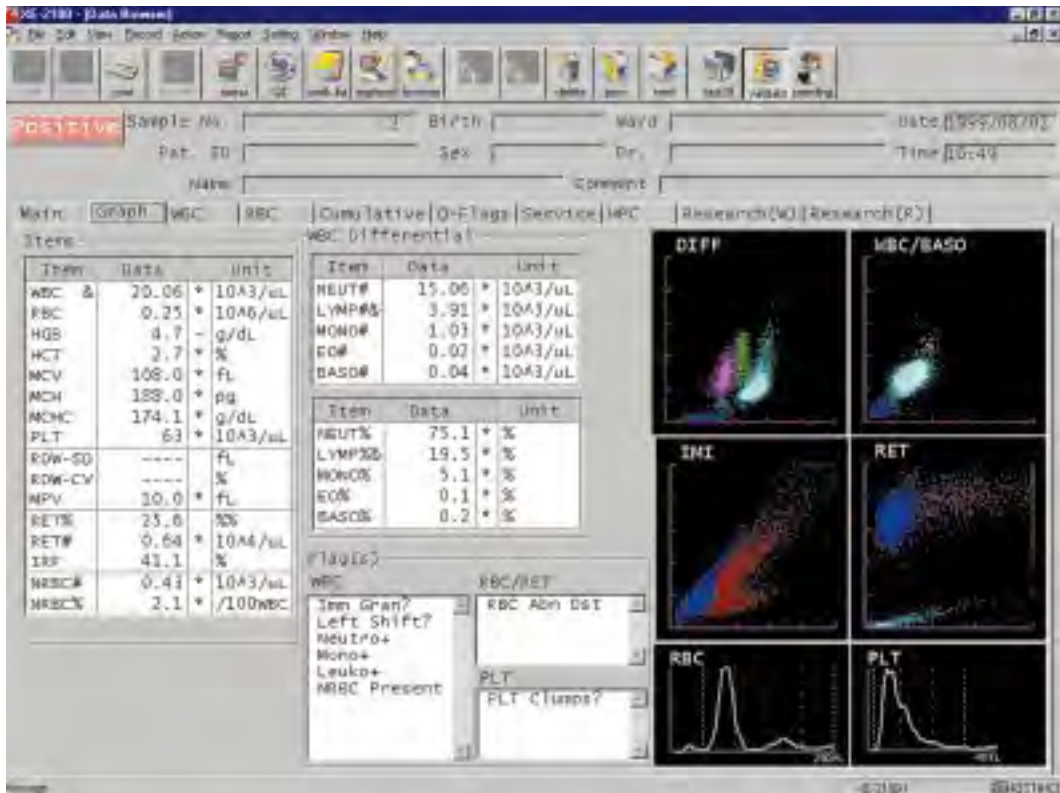 XE-2100 - [Data Browser]
File Edit View Record Action Report Setting Window Help
QC delete
Positive Sample No. 2 Birth Ward Date 1999/08/02
Pat. ID Sex Dr. Time 16:49
Name Comment
Main Graph WBC RBC Cumulative Q-Flags Service HPC Research(W) Research(R)
Items
Item Data Unit
WBC & 20.06 * 10^3/uL
RBC 0.25 * 10^6/uL
HGB 4.7 - g/dL
HCT 2.7 * %
MCV 108.0 * fL
MCH 188.0 * pg
MCHC 174.1 * g/dL
PLT 63 * 10^3/uL
RDW-SD ---- fL
RDW-CV ---- %
MPV 10.0 * fL
RET%
RET# 0.64 * 10^4/uL
IRF 41.1 %
NRBC# 0.43 * 10^3/uL
NRBC% 2.1 * /100WBC
WBC Differential
Item Data Unit
NEUT# 15.06 * 10^3/uL
LYMP#& 3.91 * 10^3/uL
MONO# 1.03 * 10^3/uL
EO# 0.02 * 10^3/uL
BASO# 0.04 * 10^3/uL
Item Data Unit
NEUT% 75.1 * %
LYMP%& 19.5 * %
MONO% 5.1 * %
EO% 0.1 * %
BASO% 0.2 * %
Flag(s)
WBC
Imm Gran?
Left Shift?
Neutro+
Mono+
Leuko+
NRBC Present
RBC/RET
RBC Abn Dst
PLT
PLT Clumps?
DIFF
WBC/BASO
IMI
RET
RBC
PLT